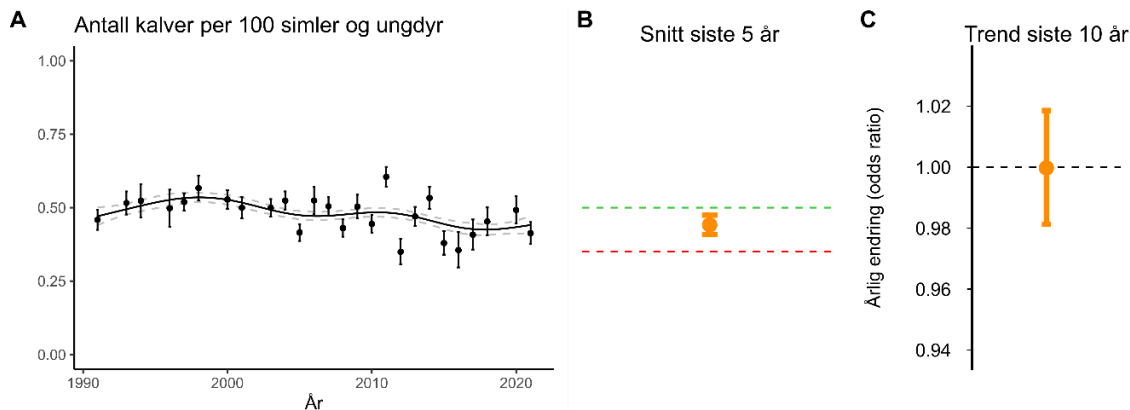 A
Antall kalver per 100 simler og ungdyr
1.00
0.75
0.50
0.25
0.00
1990
2000
2010
2020
År
B
Snitt siste 5 år
C
Trend siste 10 år
Årlig endring (odds ratio)
1.02
1.00
0.98
0.96
0.94